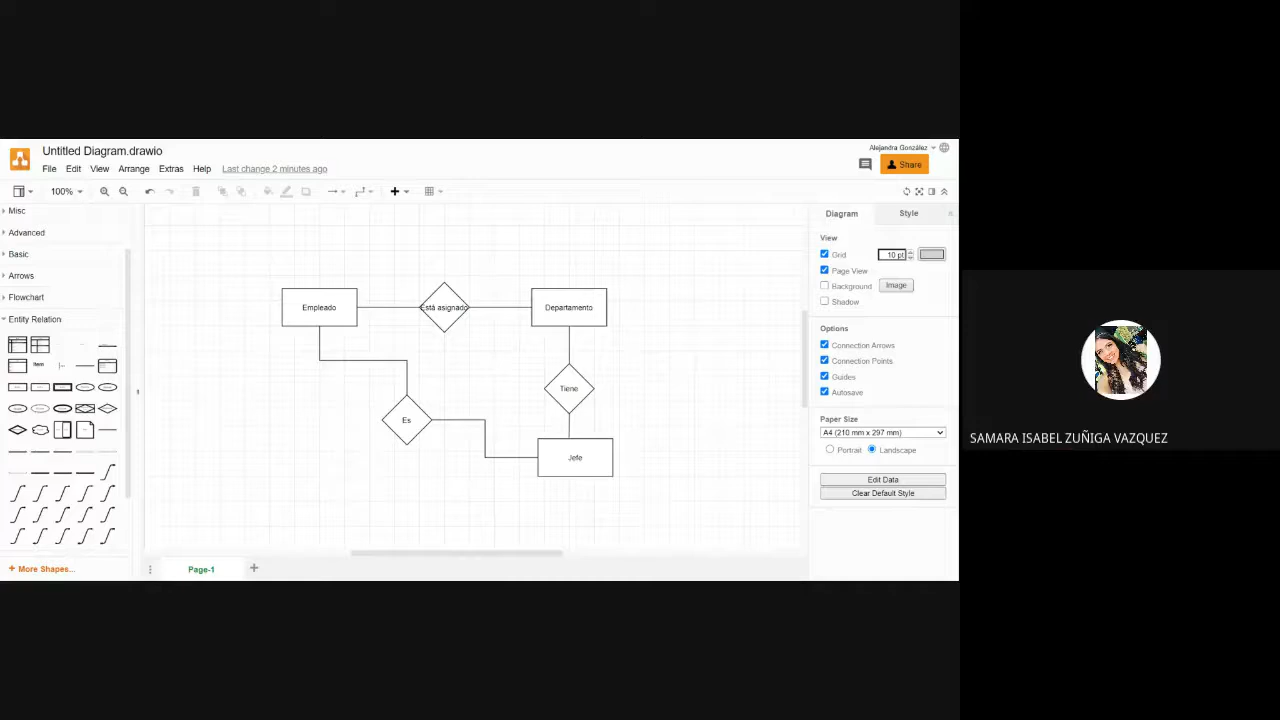 Untitled Diagram.drawio
Alejandra González
File Edit View Arrange Extras Help Last change 2 minutes ago
Share
100%
Misc
Advanced
Basic
Arrows
Flowchart
Entity Relation
Empleado
Está asignado
Departamento
Tiene
Es
Jefe
Diagram Style
View
Grid 10 pt
Page View
Background Image
Shadow
Options
Connection Arrows
Connection Points
Guides
Autosave
Paper Size
A4 (210 mm x 297 mm)
Portrait Landscape
Edit Data
Clear Default Style
+ More Shapes...
Page-1
SAMARA ISABEL ZUÑIGA VAZQUEZ